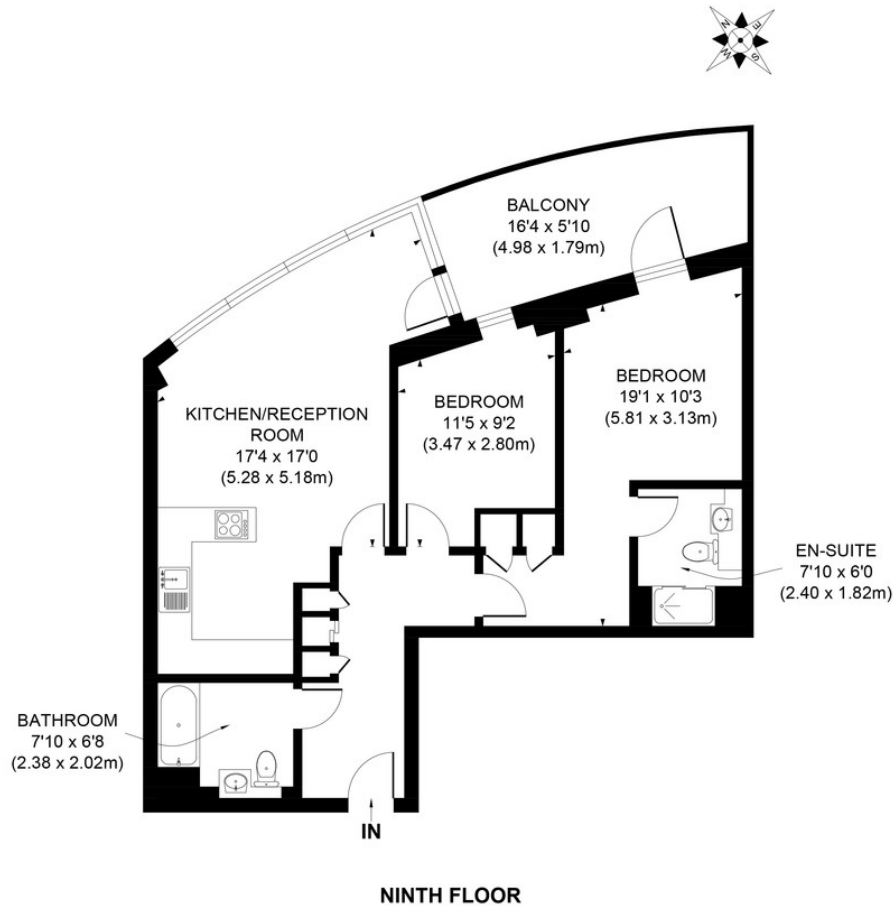 N
E
W
S
BALCONY
16'4 x 5'10
(4.98 x 1.79m)
KITCHEN/RECEPTION
ROOM
17'4 x 17'0
(5.28 x 5.18m)
BEDROOM
11'5 x 9'2
(3.47 x 2.80m)
BEDROOM
19'1 x 10'3
(5.81 x 3.13m)
EN-SUITE
7'10 x 6'0
(2.40 x 1.82m)
BATHROOM
7'10 x 6'8
(2.38 x 2.02m)
IN
NINTH FLOOR